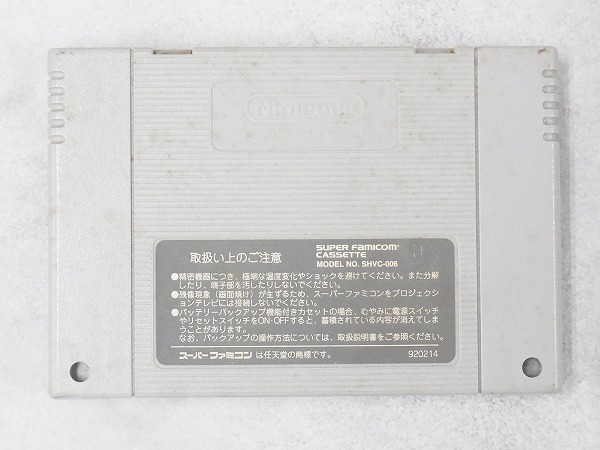 Nintendo
取扱い上のご注意
SUPER FAMICOM
CASSETTE
MODEL NO. SHVC-006
●精密機器につき、極端な温度変化やショックを避けてください。また分解
したり、端子部を汚したりしないでください。
●残像現象(画面焼け)が生ずるため、スーパーファミコンをプロジェクシ
ョンテレビには接続しないでください。
●バッテリーバックアップ機能付きカセットの場合、むやみに電源スイッチ
やリセットスイッチをON·OFFすると、蓄積されている内容が消えてしま
うことがあります。
なお、バックアップの操作方法については、取扱説明書をご参照ください。
スーパーファミコン は任天堂の商標です。
920214